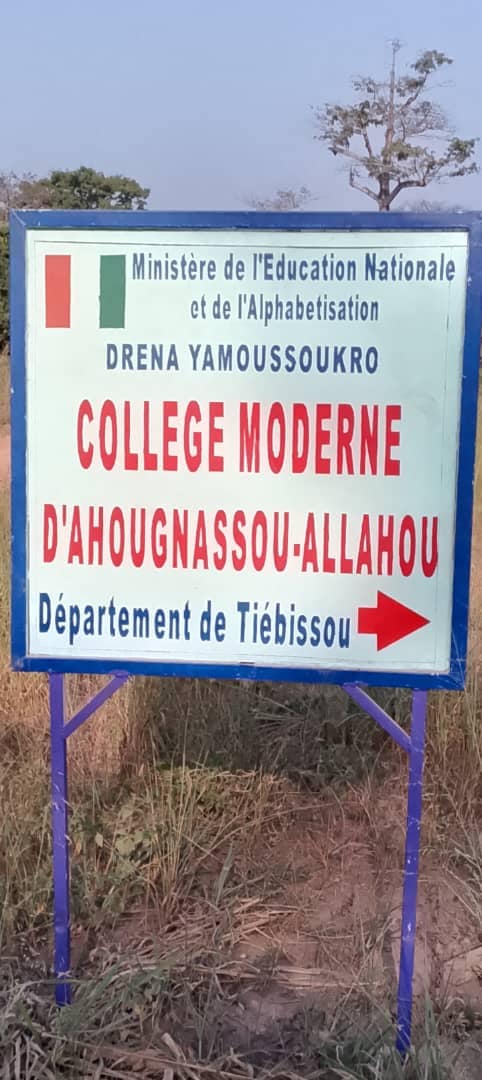 Ministère de l'Education Nationale
et de l'Alphabetisation
DRENA YAMOUSSOUKRO
COLLEGE MODERNE
D'AHOUGNASSOU-ALLAHOU
Département de Tiébissou